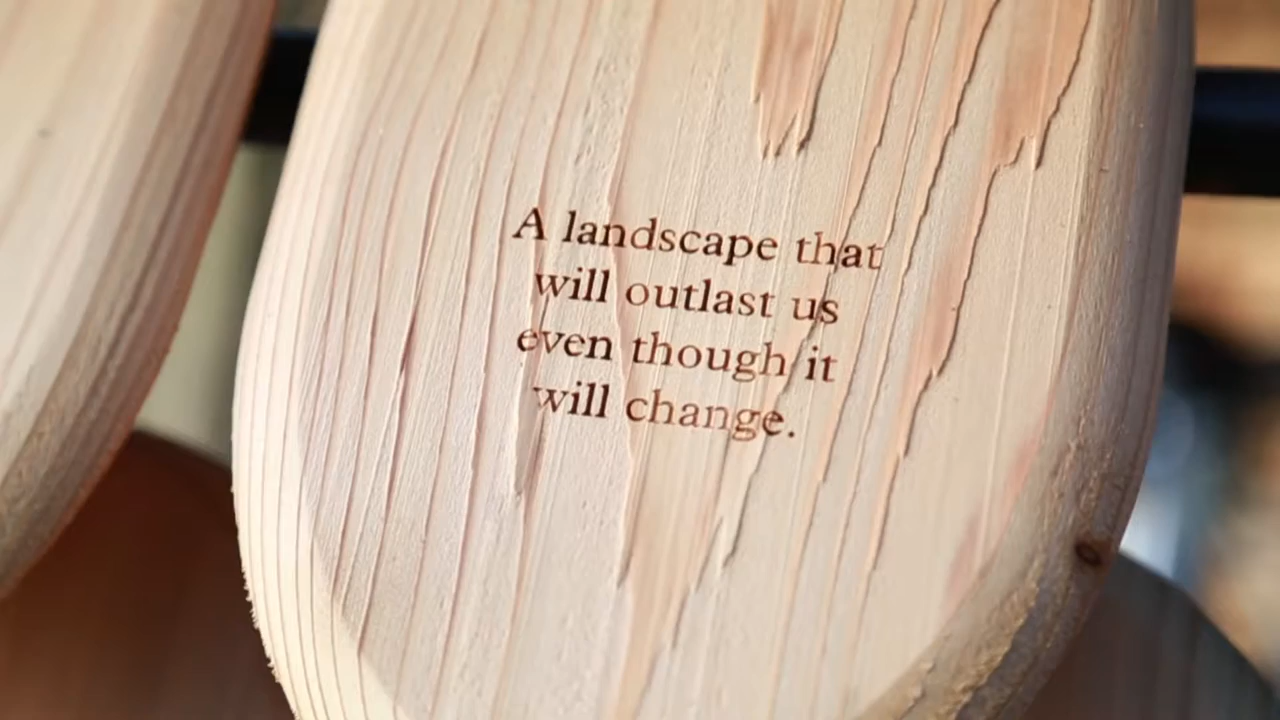 A landscape that
will outlast us
even though it
will change.